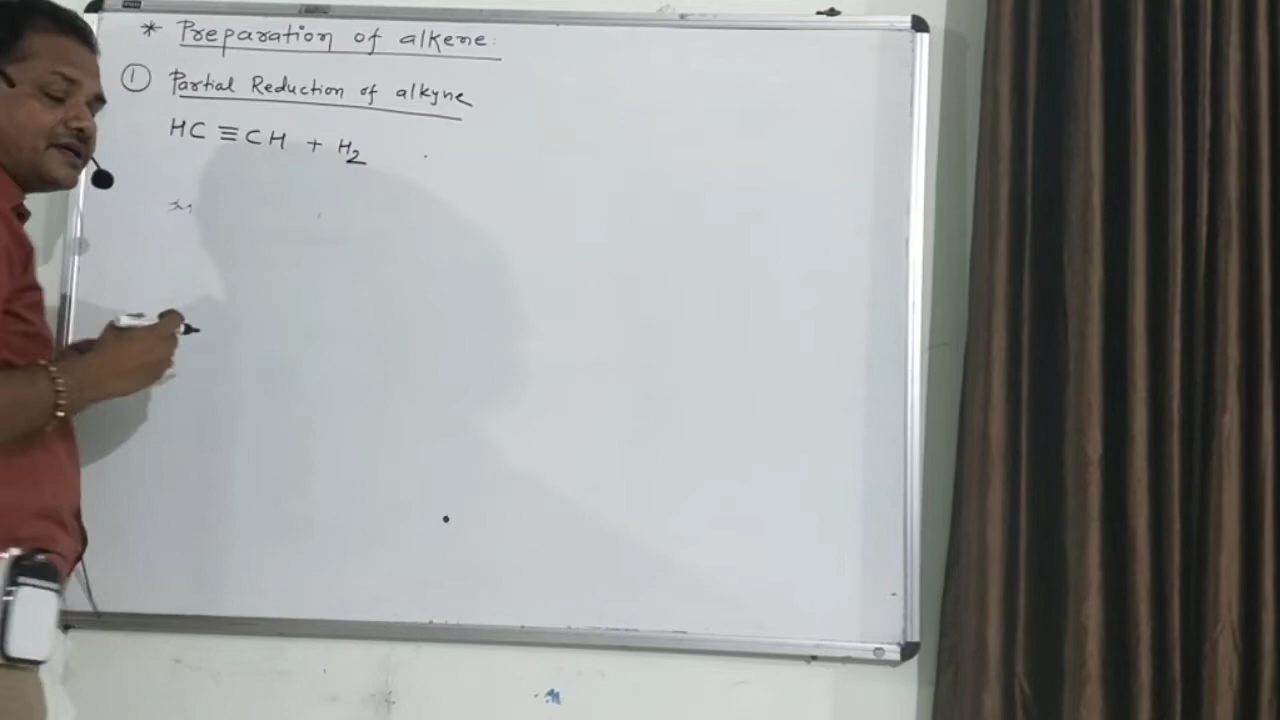 * Preparation of alkene:
① Partial Reduction of alkyne
HC≡CH + H₂